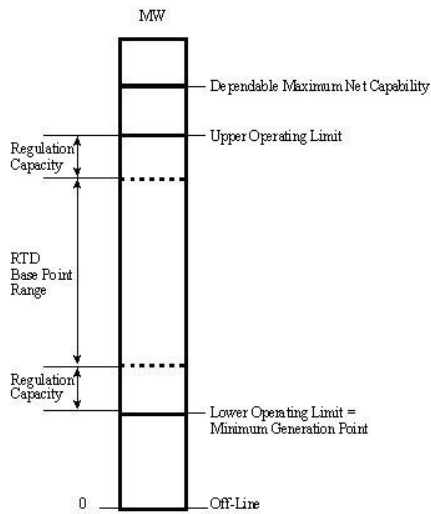 MW
Dependable Maximum Net Capability
Upper Operating Limit
Regulation
Capacity
RTD
Base Point
Range
Regulation
Capacity
Lower Operating Limit =
Minimum Generation Point
0
Off-Line